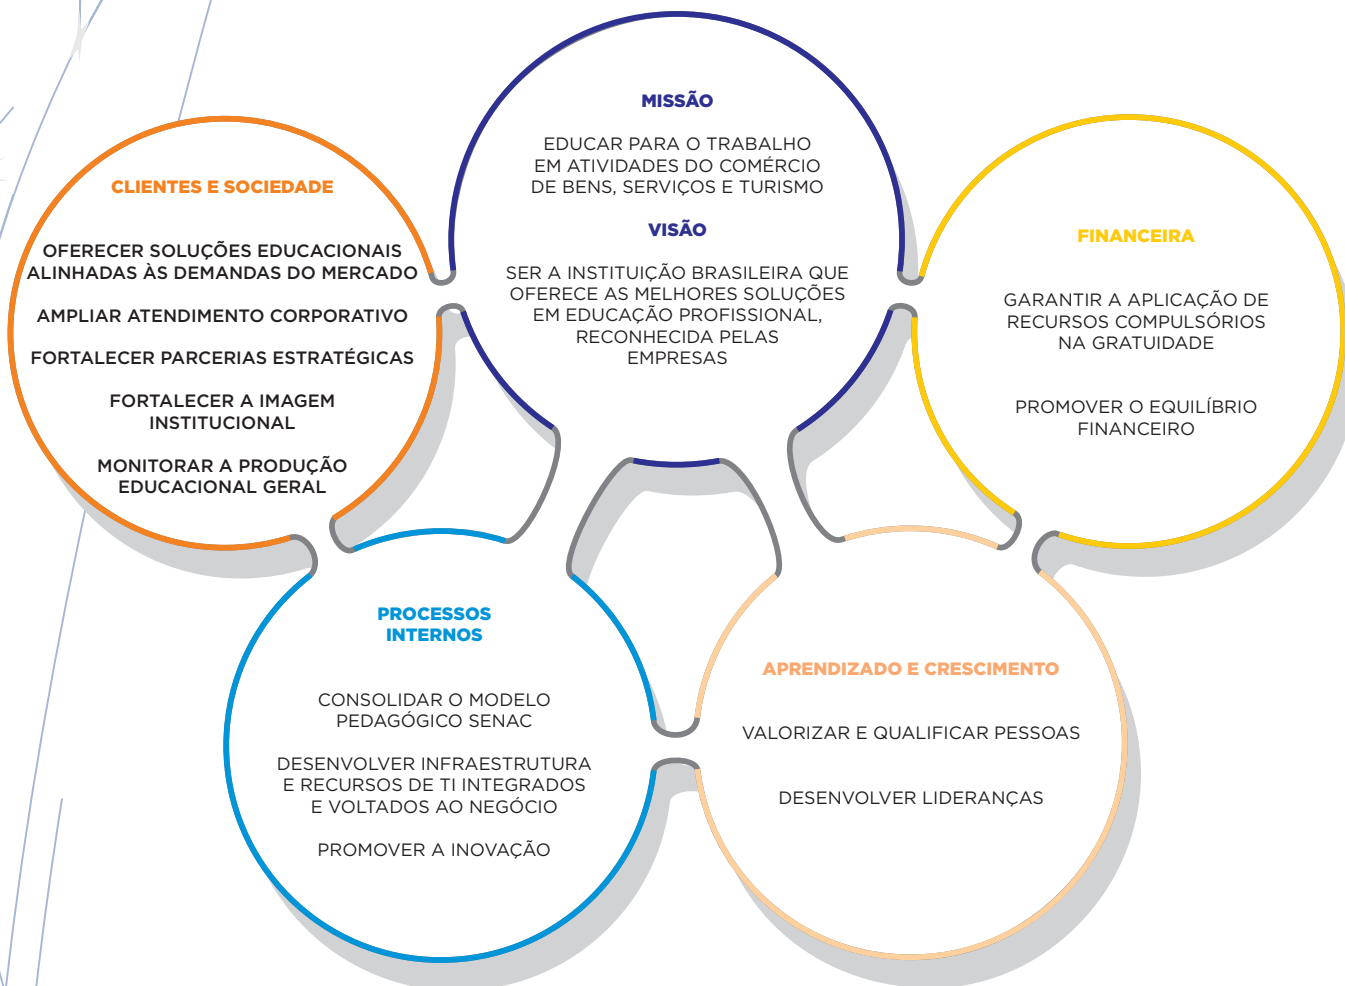 MISSÃO
EDUCAR PARA O TRABALHO
EM ATIVIDADES DO COMÉRCIO
DE BENS, SERVIÇOS E TURISMO
VISÃO
SER A INSTITUIÇÃO BRASILEIRA QUE
OFERECE AS MELHORES SOLUÇÕES
EM EDUCAÇÃO PROFISSIONAL,
RECONHECIDA PELAS
EMPRESAS
CLIENTES E SOCIEDADE
OFERECER SOLUÇÕES EDUCACIONAIS
ALINHADAS ÀS DEMANDAS DO MERCADO
AMPLIAR ATENDIMENTO CORPORATIVO
FORTALECER PARCERIAS ESTRATÉGICAS
FORTALECER A IMAGEM
INSTITUCIONAL
MONITORAR A PRODUÇÃO
EDUCACIONAL GERAL
FINANCEIRA
GARANTIR A APLICAÇÃO DE
RECURSOS COMPULSÓRIOS
NA GRATUIDADE
PROMOVER O EQUILÍBRIO
FINANCEIRO
PROCESSOS
INTERNOS
CONSOLIDAR O MODELO
PEDAGÓGICO SENAC
DESENVOLVER INFRAESTRUTURA
E RECURSOS DE TI INTEGRADOS
E VOLTADOS AO NEGÓCIO
PROMOVER A INOVAÇÃO
APRENDIZADO E CRESCIMENTO
VALORIZAR E QUALIFICAR PESSOAS
DESENVOLVER LIDERANÇAS